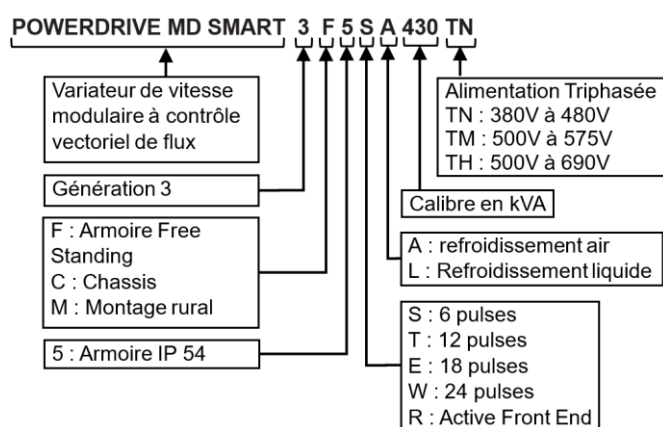 POWERDRIVE MD SMART 3 F 5 S A 430 TN
Variateur de vitesse
modulaire à contrôle
vectoriel de flux
Génération 3
F : Armoire Free
Standing
C : Chassis
M : Montage rural
5 : Armoire IP 54
Alimentation Triphasée
TN : 380V à 480V
TM : 500V à 575V
TH : 500V à 690V
Calibre en kVA
A : refroidissement air
L : Refroidissement liquide
S : 6 pulses
T : 12 pulses
E : 18 pulses
W : 24 pulses
R : Active Front End